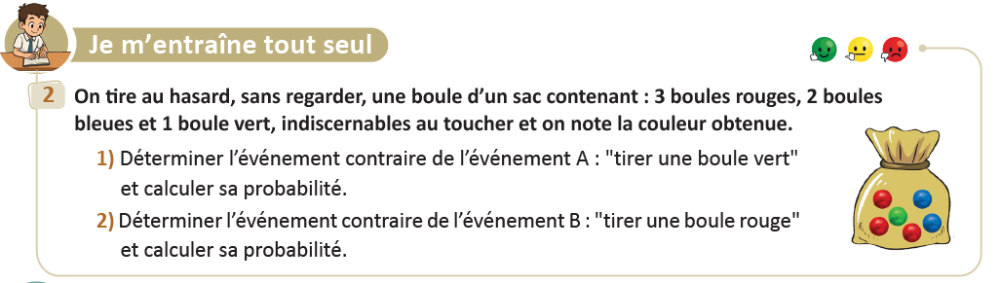 Je m'entraîne tout seul
2 On tire au hasard, sans regarder, une boule d'un sac contenant : 3 boules rouges, 2 boules
bleues et 1 boule vert, indiscernables au toucher et on note la couleur obtenue.
1) Déterminer l'événement contraire de l'événement A : "tirer une boule vert"
et calculer sa probabilité.
2) Déterminer l'événement contraire de l'événement B : "tirer une boule rouge"
et calculer sa probabilité.